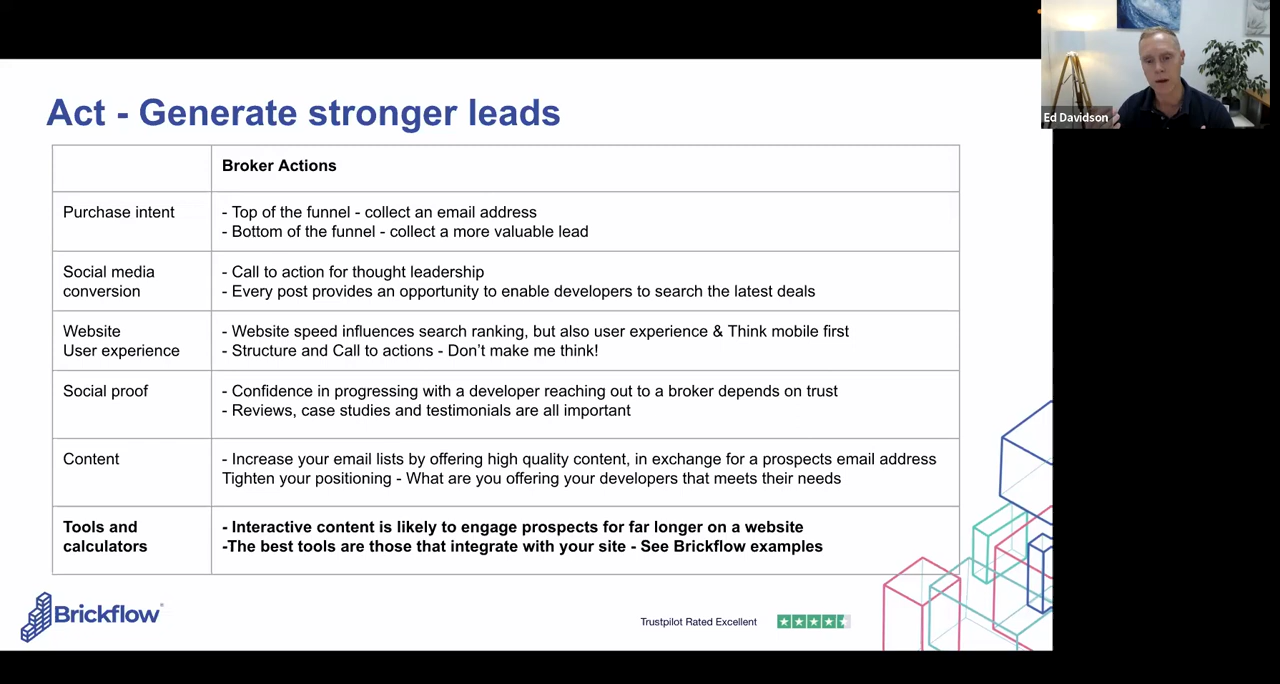 Ed Davidson
Act - Generate stronger leads
Broker Actions
Purchase intent
- Top of the funnel - collect an email address
- Bottom of the funnel - collect a more valuable lead
Social media
conversion
- Call to action for thought leadership
- Every post provides an opportunity to enable developers to search the latest deals
Website
User experience
- Website speed influences search ranking, but also user experience & Think mobile first
- Structure and Call to actions - Don’t make me think!
Social proof
- Confidence in progressing with a developer reaching out to a broker depends on trust
- Reviews, case studies and testimonials are all important
Content
- Increase your email lists by offering high quality content, in exchange for a prospects email address
Tighten your positioning - What are you offering your developers that meets their needs
Tools and
calculators
- Interactive content is likely to engage prospects for far longer on a website
-The best tools are those that integrate with your site - See Brickflow examples
Brickflow
Trustpilot Rated Excellent